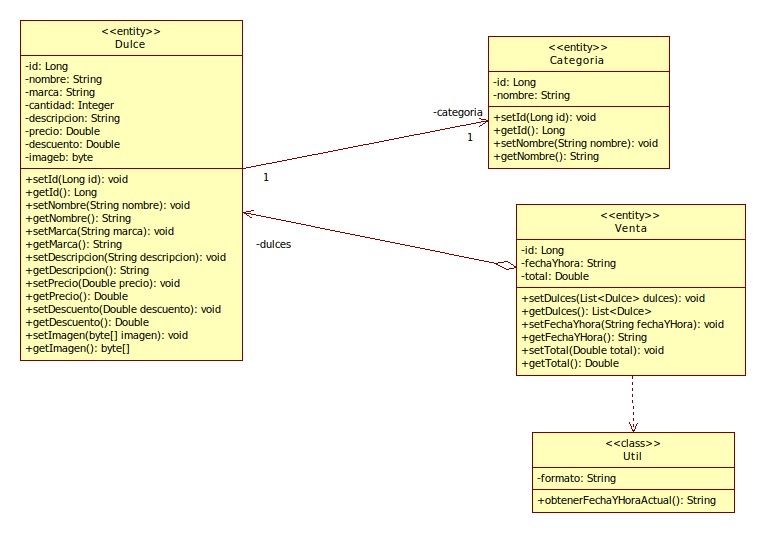 <<entity>>
Dulce
-id: Long
-nombre: String
-marca: String
-cantidad: Integer
-descripcion: String
-precio: Double
-descuento: Double
-imageb: byte
+setId(Long id): void
+getId(): Long
+setNombre(String nombre): void
+getNombre(): String
+setMarca(String marca): void
+getMarca(): String
+setDescripcion(String descripcion): void
+getDescripcion(): String
+setPrecio(Double precio): void
+getPrecio(): Double
+setDescuento(Double descuento): void
+getDescuento(): Double
+setImagen(byte[] imagen): void
+getImagen(): byte[]
-categoria
1
1
<<entity>>
Categoria
-id: Long
-nombre: String
+setId(Long id): void
+getId(): Long
+setNombre(String nombre): void
+getNombre(): String
-dulces
<<entity>>
Venta
-id: Long
-fechaYhora: String
-total: Double
+setDulces(List<Dulce> dulces): void
+getDulces(): List<Dulce>
+setFechaYhora(String fechaYHora): void
+getFechaYHora(): String
+setTotal(Double total): void
+getTotal(): Double
<<class>>
Util
-formato: String
+obtenerFechaYHoraActual(): String